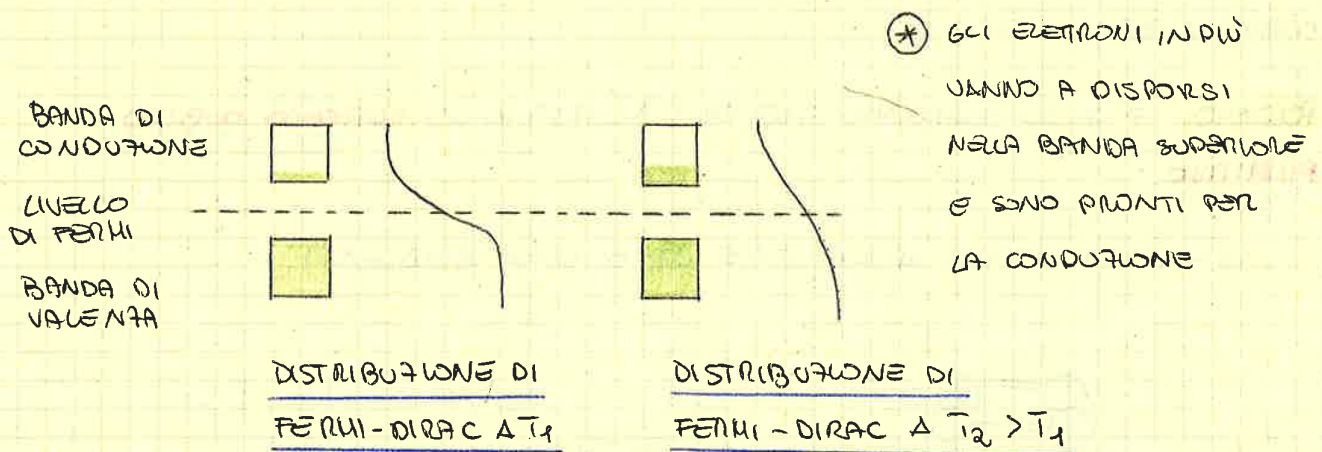 * GLI ELETTRONI IN PIÙ
VANNO A DISPORSI
NELLA BANDA SUPERIORE
E SONO PRONTI PER
LA CONDUZIONE
BANDA DI
CONDUZIONE
LIVELLO
DI FERMI
BANDA DI
VALENZA
DISTRIBUZIONE DI
FERMI-DIRAC A T1
DISTRIBUZIONE DI
FERMI-DIRAC A T2 > T1